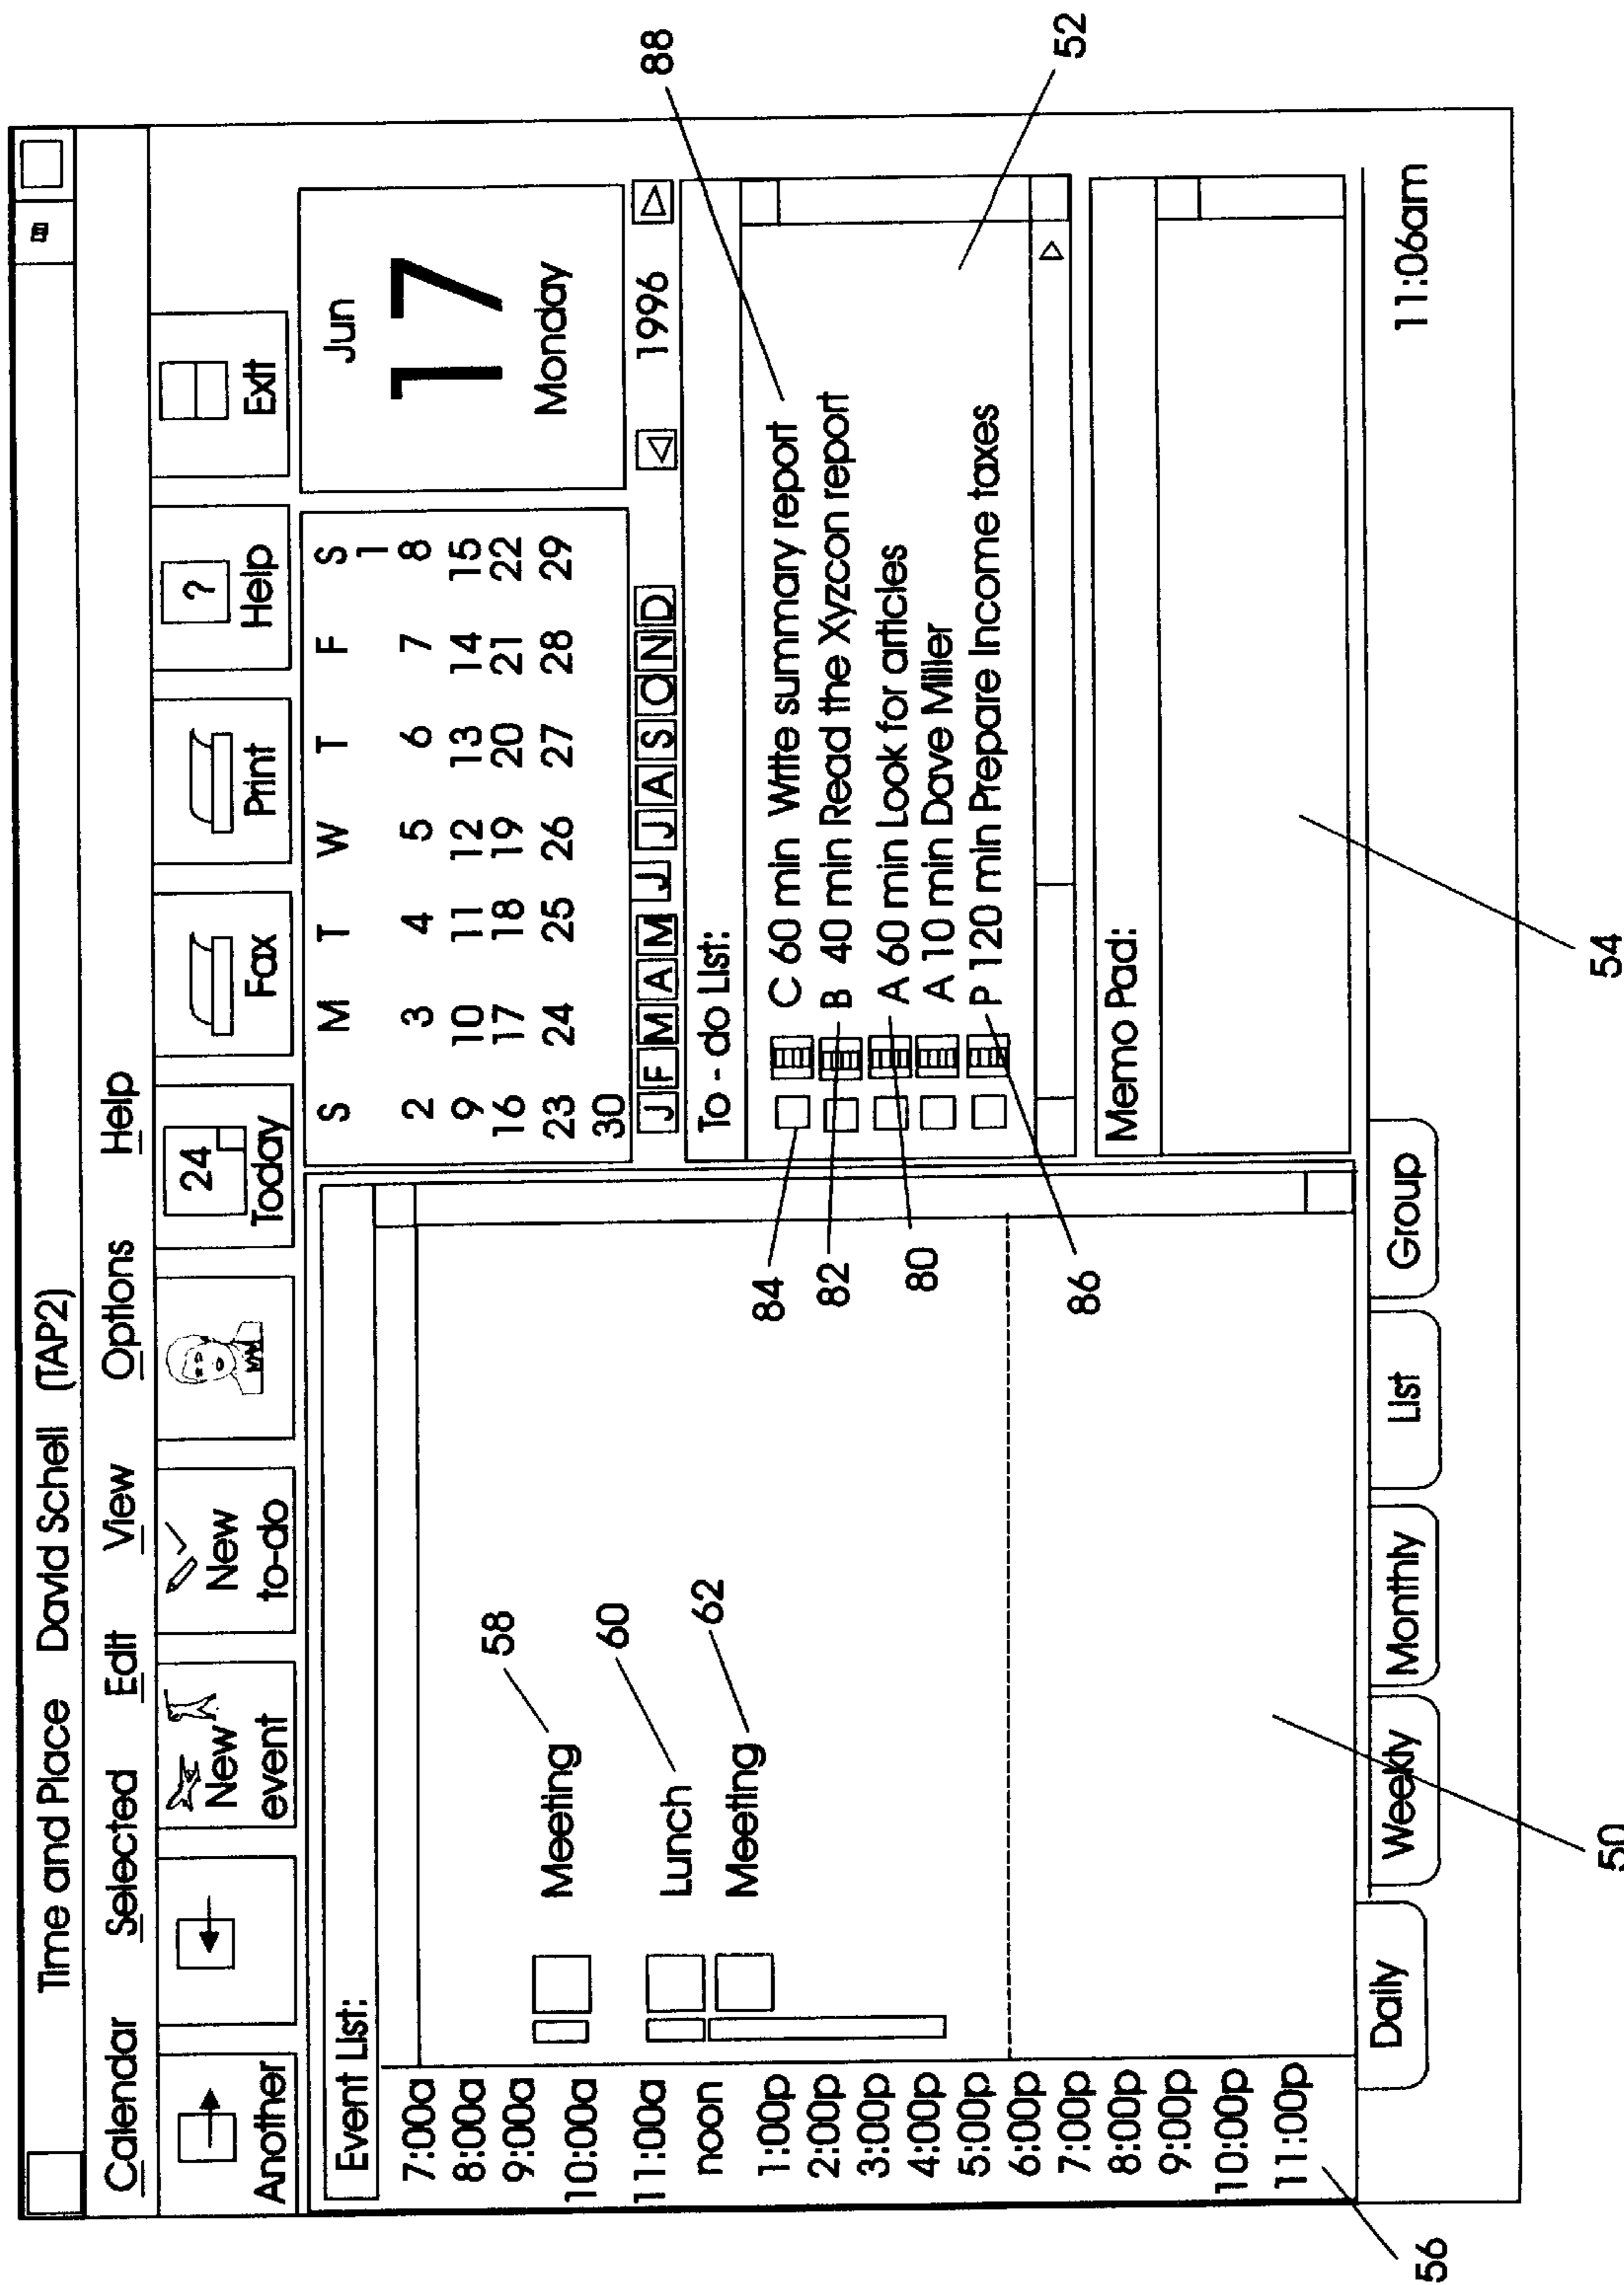 Time and Place David Schell (TAP2)
Calendar Selected Edit View Options Help
Another
New event
New to-do
24
Today
Fax
Print
?
Help
Exit
Event List:
7:00a
8:00a
9:00a
10:00a
11:00a
noon
1:00p
2:00p
3:00p
4:00p
5:00p
6:00p
7:00p
8:00p
9:00p
10:00p
11:00p
Meeting
Lunch
Meeting
58
60
62
S M T W T F S
1
2 3 4 5 6 7 8
9 10 11 12 13 14 15
16 17 18 19 20 21 22
23 24 25 26 27 28 29
30
Jun
17
Monday
J F M A M J J A S O N D
1996
To - do List:
C 60 min Write summary report
B 40 min Read the Xyzcon report
A 60 min Look for articles
A 10 min Dave Miller
P 120 min Prepare Income taxes
84
82
80
86
88
52
Memo Pad:
Daily
Weekly
Monthly
List
Group
11:06am
56
50
54